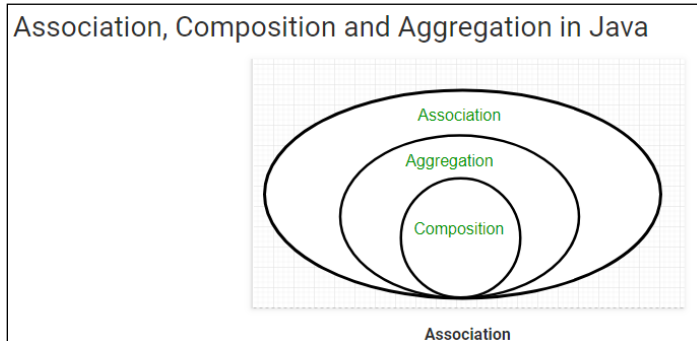 Association, Composition and Aggregation in Java
Association
Aggregation
Composition
Association